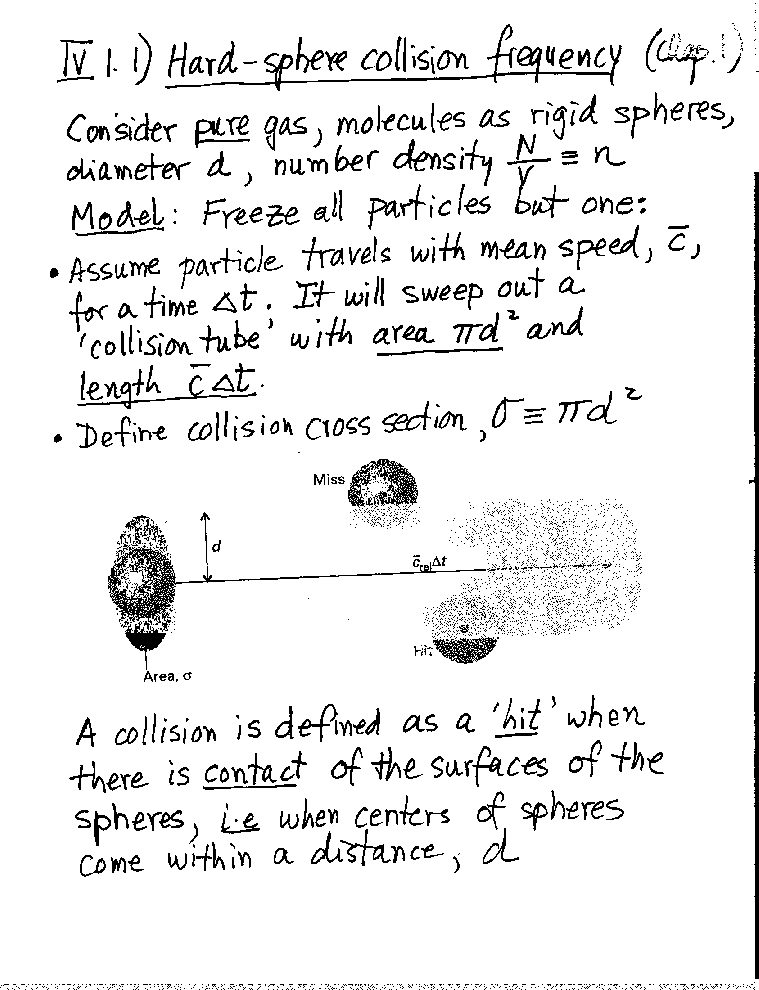 IV 1. 1) Hard-sphere collision frequency (Chap. 1)
Consider pure gas, molecules as rigid spheres,
diameter d, number density N/V ≡ n
Model: Freeze all particles but one:
• Assume particle travels with mean speed, c̄,
for a time Δt. It will sweep out a
'collision tube' with area πd² and
length c̄Δt.
• Define collision cross section, σ ≡ πd²
Miss
d
c̄relΔt
Hit
Area, σ
A collision is defined as a 'hit' when
there is contact of the surfaces of the
spheres, i.e when centers of spheres
come within a distance, d